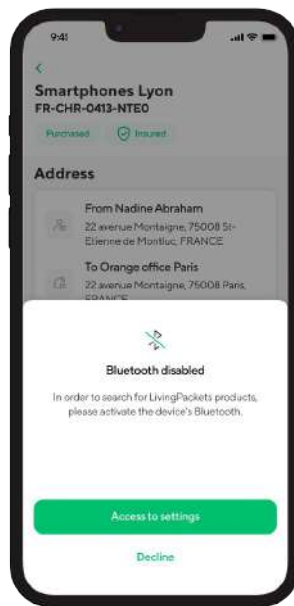 9:41
Smartphones Lyon
FR-CHR-0413-NTE0
Purchased
Insured
Address
From Nadine Abraham
22 avenue Montaigne, 75008 St-
Etienne de Montluc, FRANCE
To Orange office Paris
22 avenue Montaigne, 75008 Paris,
FRANCE
Bluetooth disabled
In order to search for LivingPackets products,
please activate the device's Bluetooth.
Access to settings
Decline